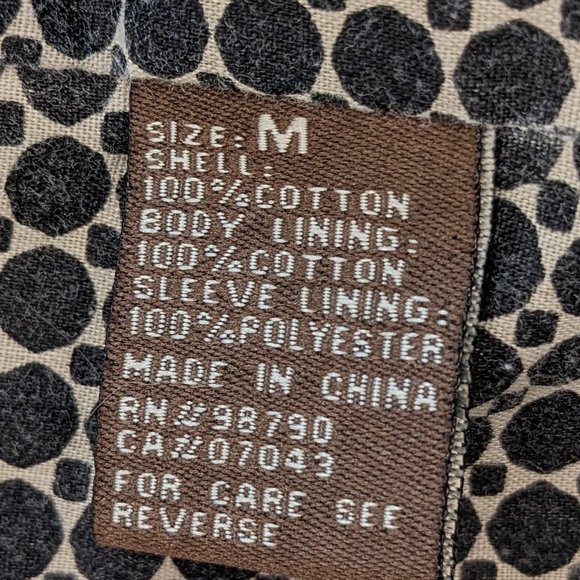 SIZE: M
SHELL:
100%COTTON
BODY LINING:
100%COTTON
SLEEVE LINING:
100%POLYESTER
MADE IN CHINA
RN#98790
CA#07043
FOR CARE SEE
REVERSE